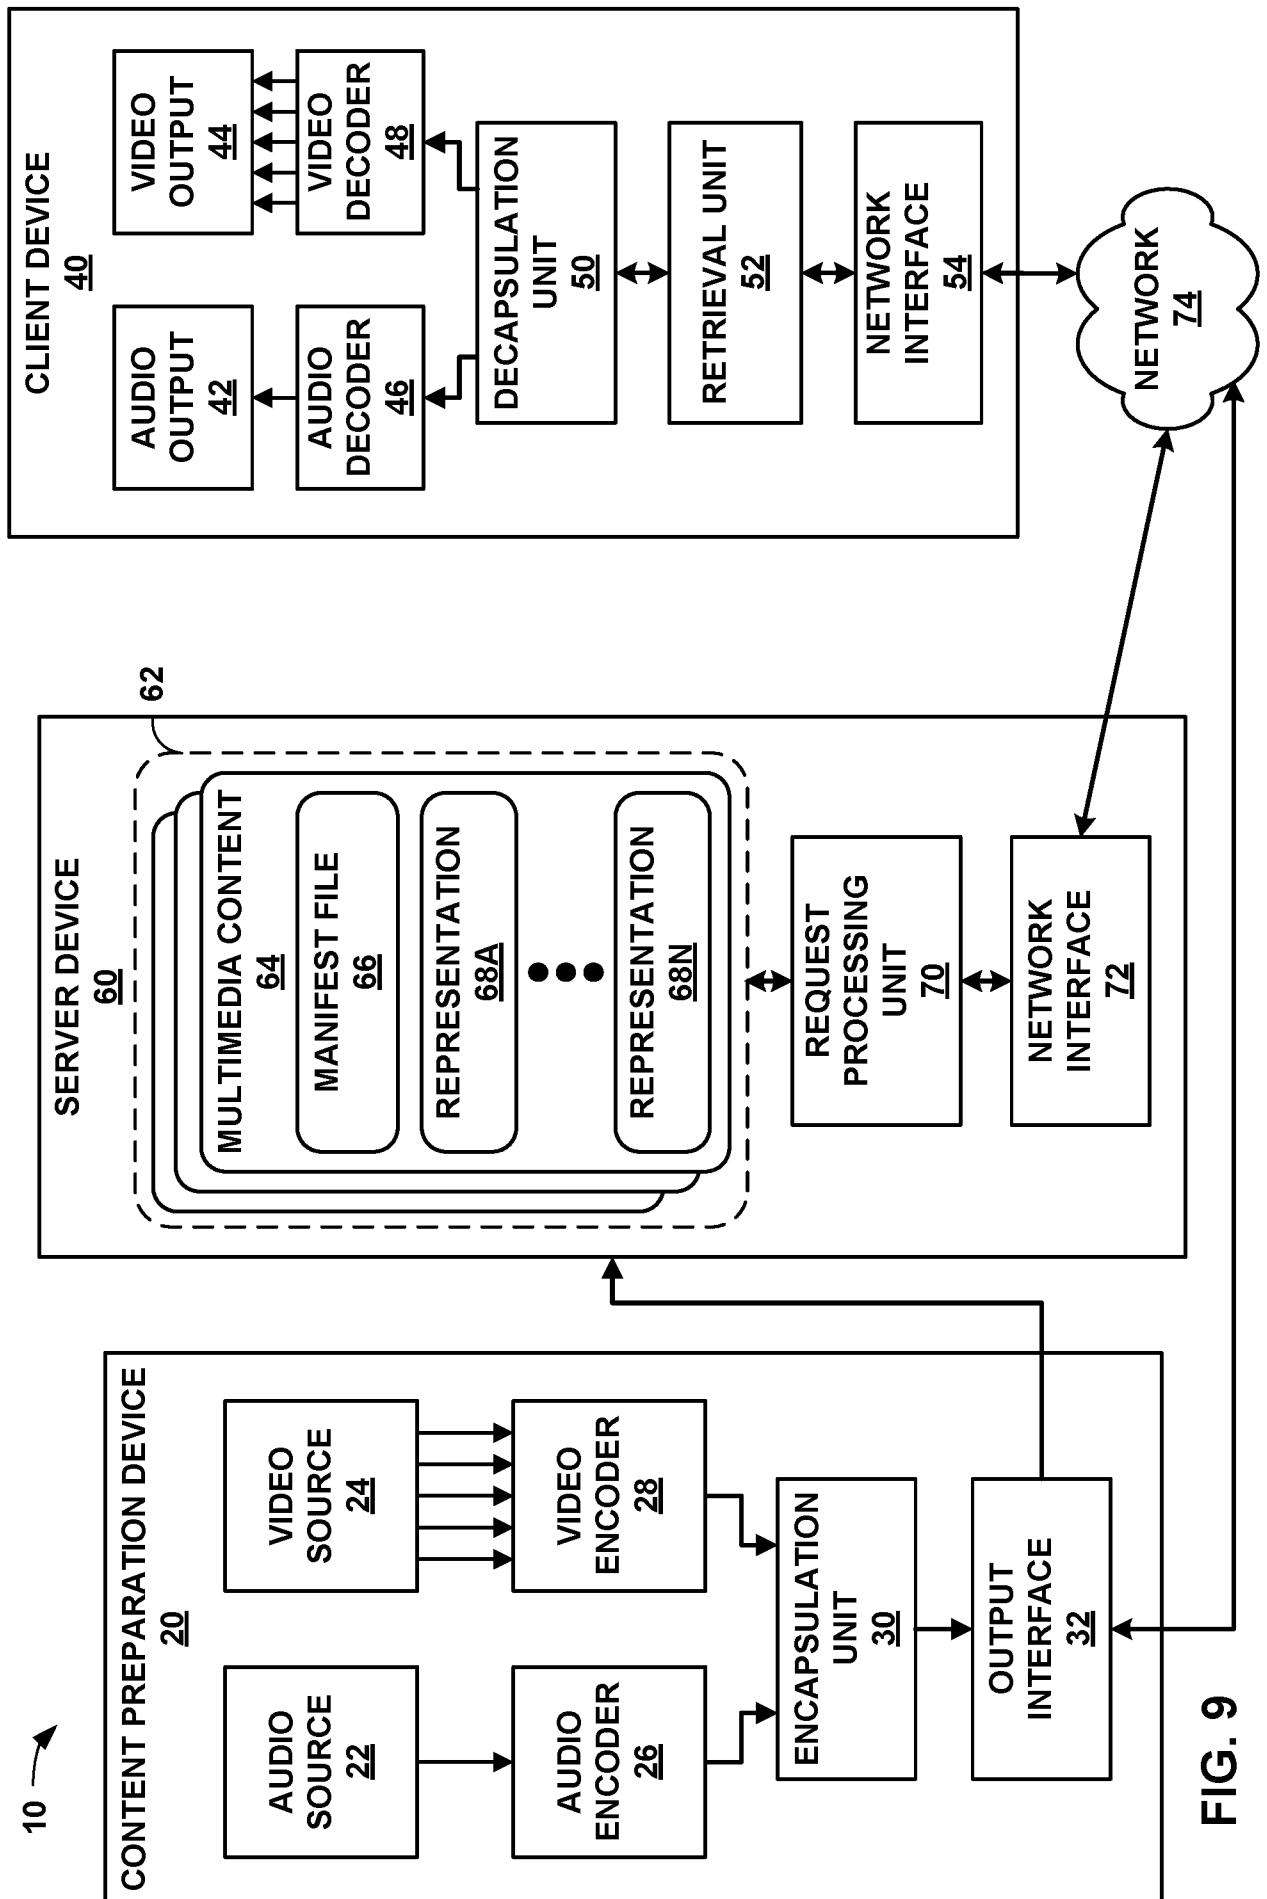 10
CONTENT PREPARATION DEVICE
20
AUDIO
SOURCE
22
VIDEO
SOURCE
24
AUDIO
ENCODER
26
VIDEO
ENCODER
28
ENCAPSULATION
UNIT
30
OUTPUT
INTERFACE
32
SERVER DEVICE
60
62
MULTIMEDIA CONTENT
64
MANIFEST FILE
66
REPRESENTATION
68A
REPRESENTATION
68N
REQUEST
PROCESSING
UNIT
70
NETWORK
INTERFACE
72
CLIENT DEVICE
40
AUDIO
OUTPUT
42
VIDEO
OUTPUT
44
AUDIO
DECODER
46
VIDEO
DECODER
48
DECAPSULATION
UNIT
50
RETRIEVAL UNIT
52
NETWORK
INTERFACE
54
NETWORK
74
FIG. 9